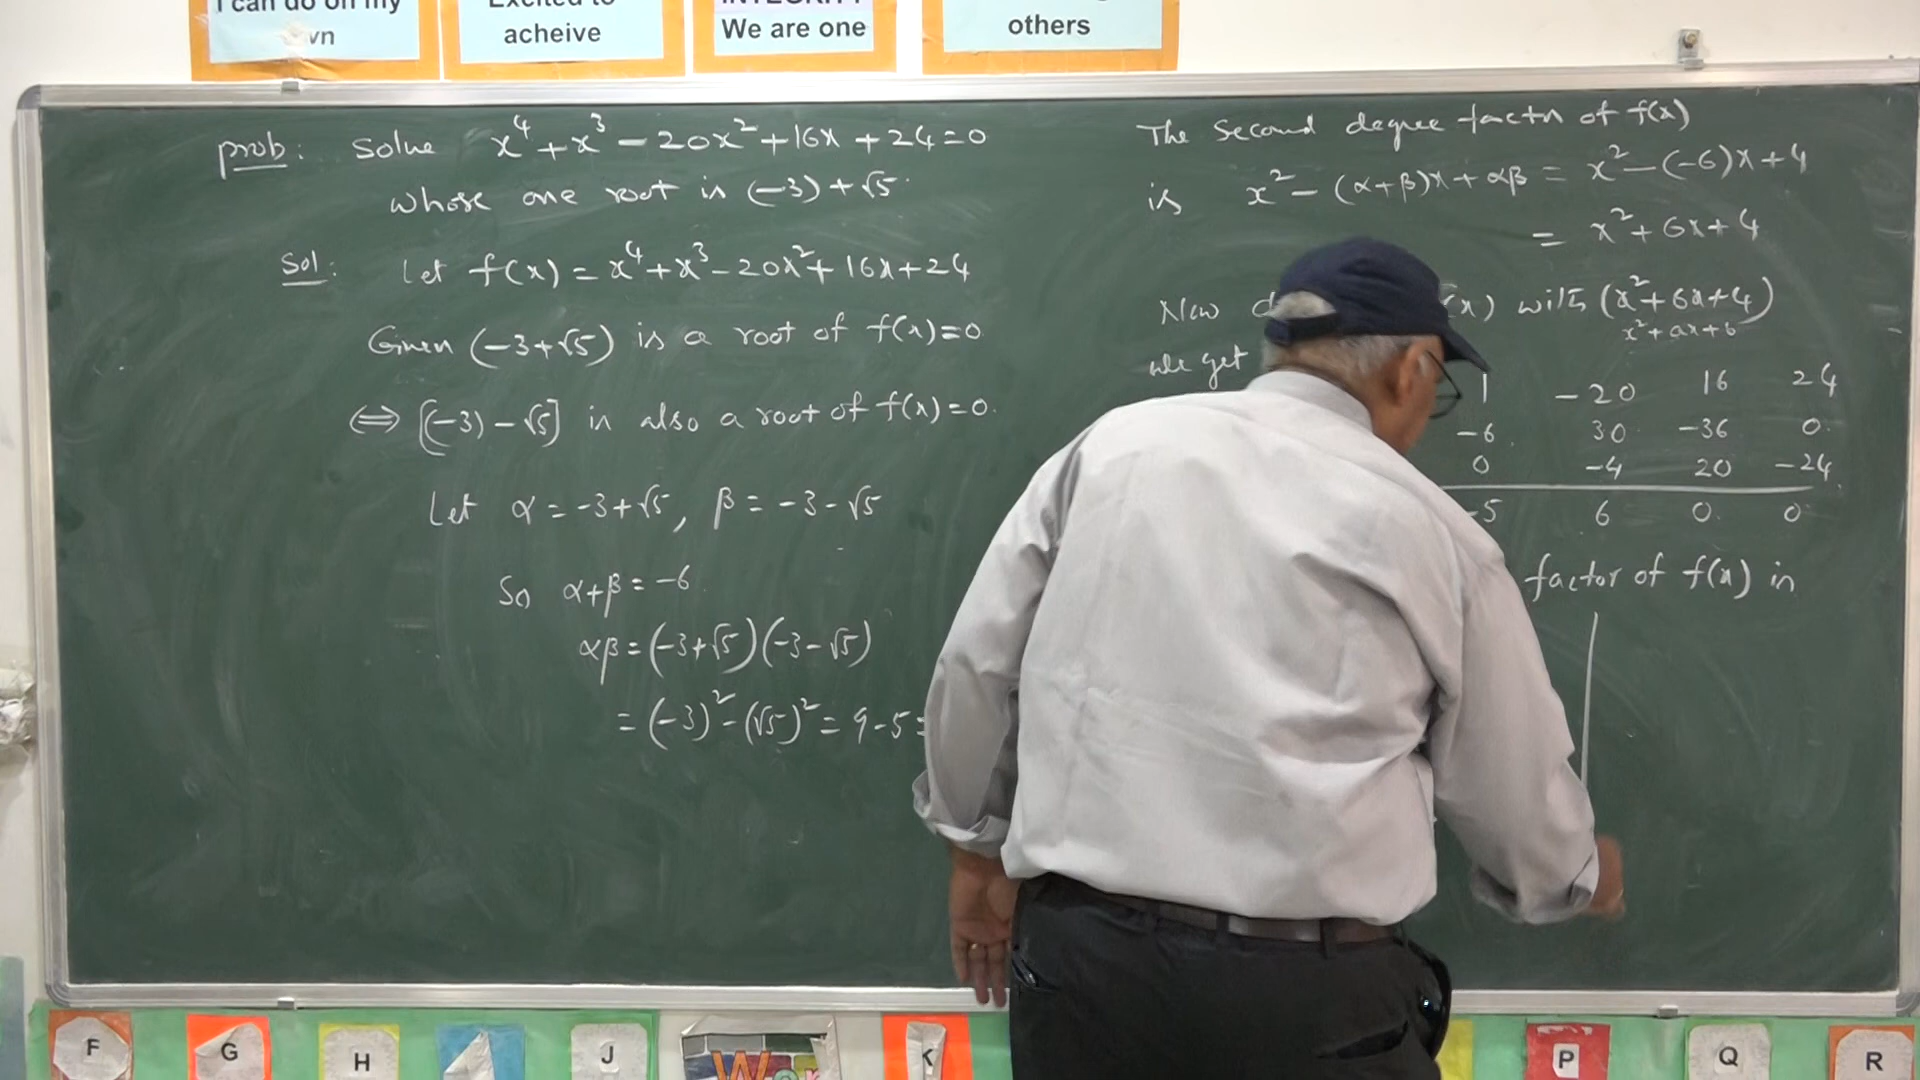 I can do on my
acheive
We are one
others
prob: Solve x⁴+x³-20x²+16x+24=0
whose one root is (-3)+√5.
Sol: Let f(x)=x⁴+x³-20x²+16x+24
Given (-3+√5) is a root of f(x)=0
⇔ [(-3)-√5] is also a root of f(x)=0.
Let α=-3+√5, β=-3-√5
So α+β=-6
αβ=(-3+√5)(-3-√5)
=(-3)²-(√5)²=9-5=
The Second degree factor of f(x)
is x²-(α+β)x+αβ = x²-(-6)x+4
= x²+6x+4
Now (x) with (x²+6x+4)
x²+ax+b
we get
1 -20 16 24
-6 30 -36 0
0 -4 20 -24
-5 6 0 0
factor of f(x) is
F G H J K P Q R